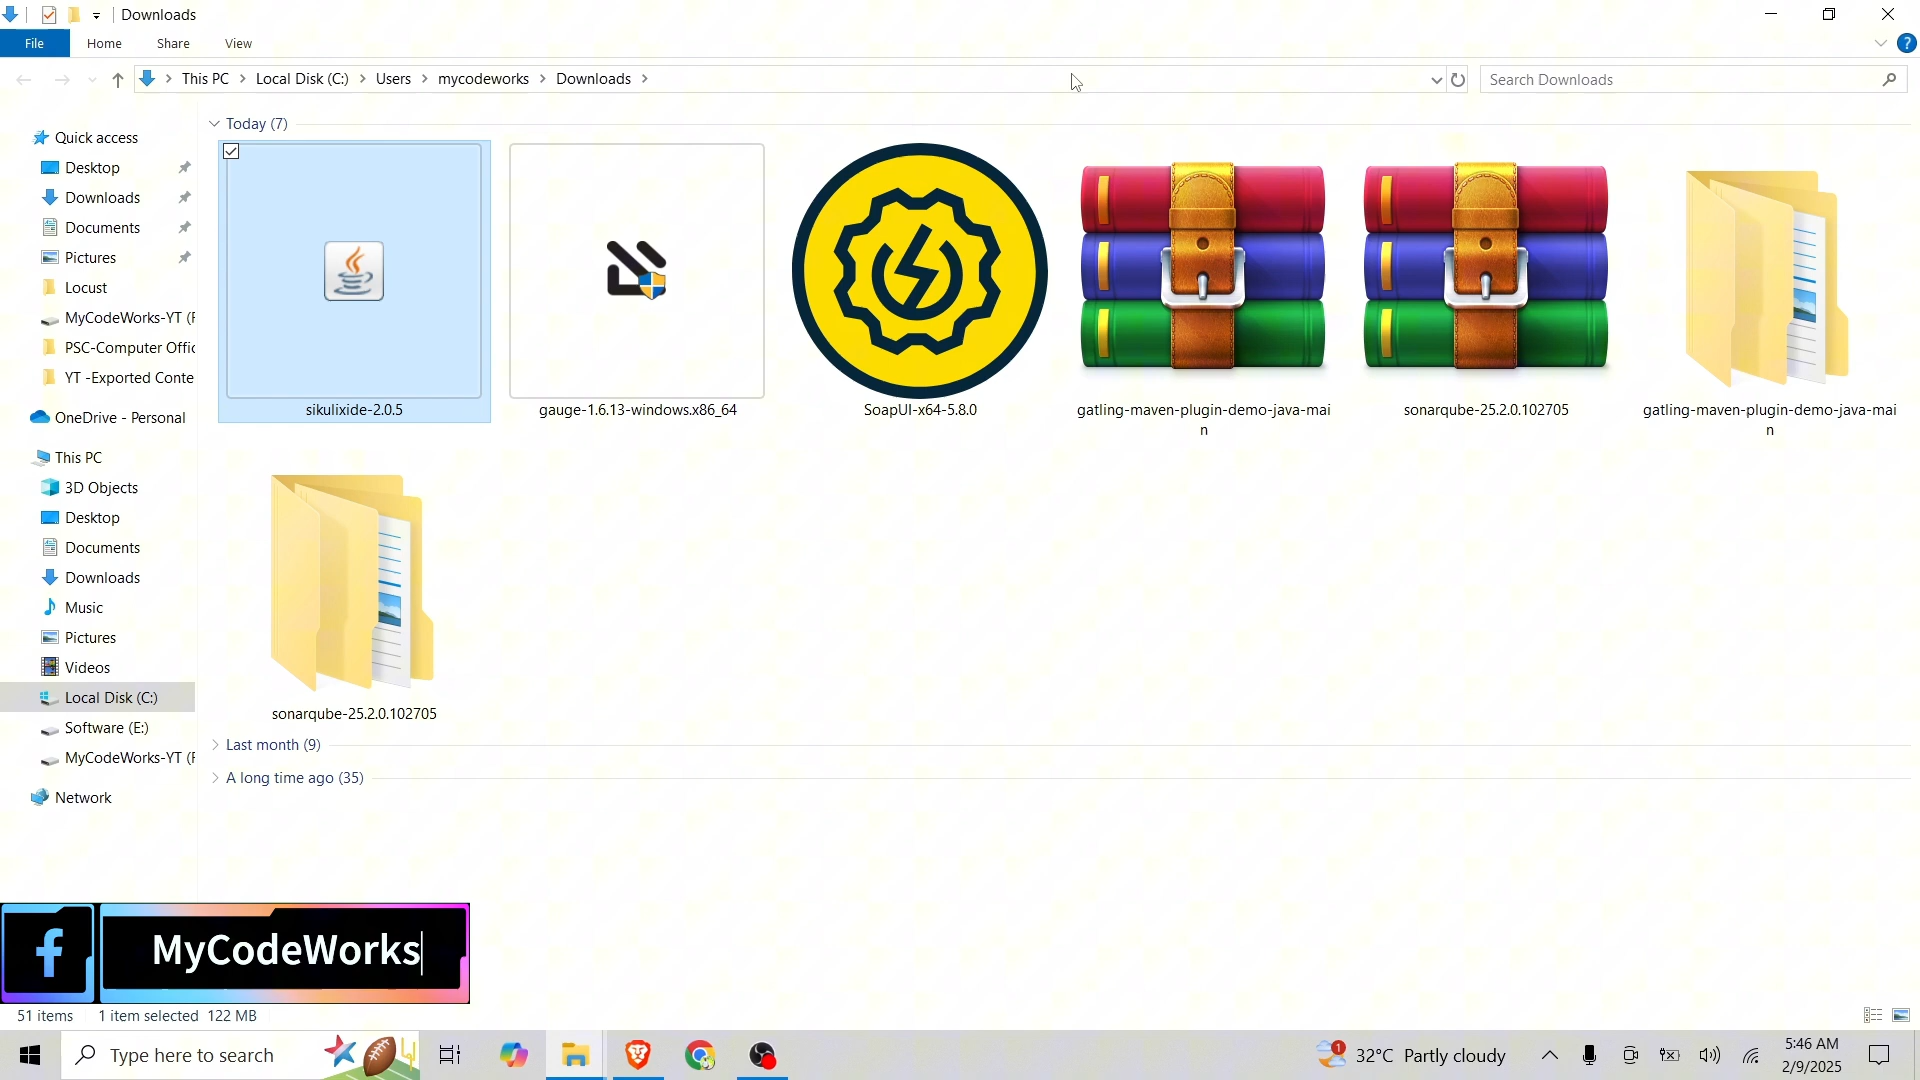 Downloads
File Home Share View
This PC Local Disk (C:) Users mycodeworks Downloads
Search Downloads
Quick access
Desktop
Downloads
Documents
Pictures
Locust
MyCodeWorks-YT (F
PSC-Computer Offic
YT -Exported Conte
OneDrive - Personal
This PC
3D Objects
Desktop
Documents
Downloads
Music
Pictures
Videos
Local Disk (C:)
Software (E:)
MyCodeWorks-YT (F
Network
Today (7)
sikulixide-2.0.5
gauge-1.6.13-windows.x86_64
SoapUI-x64-5.8.0
gatling-maven-plugin-demo-java-mai
n
sonarqube-25.2.0.102705
gatling-maven-plugin-demo-java-mai
n
sonarqube-25.2.0.102705
Last month (9)
A long time ago (35)
f MyCodeWorks
51 items 1 item selected 122 MB
Type here to search
1 32°C Partly cloudy
5:46 AM
2/9/2025